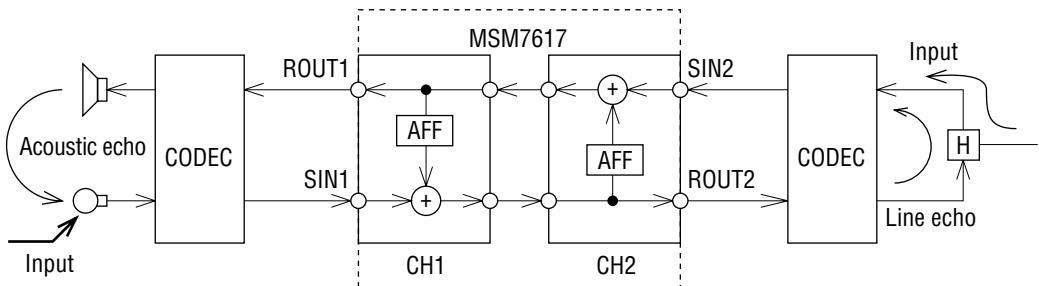 MSM7617
Input
ROUT1
SIN2
AFF
Acoustic echo
CODEC
AFF
CODEC
H
SIN1
ROUT2
Line echo
Input
CH1
CH2